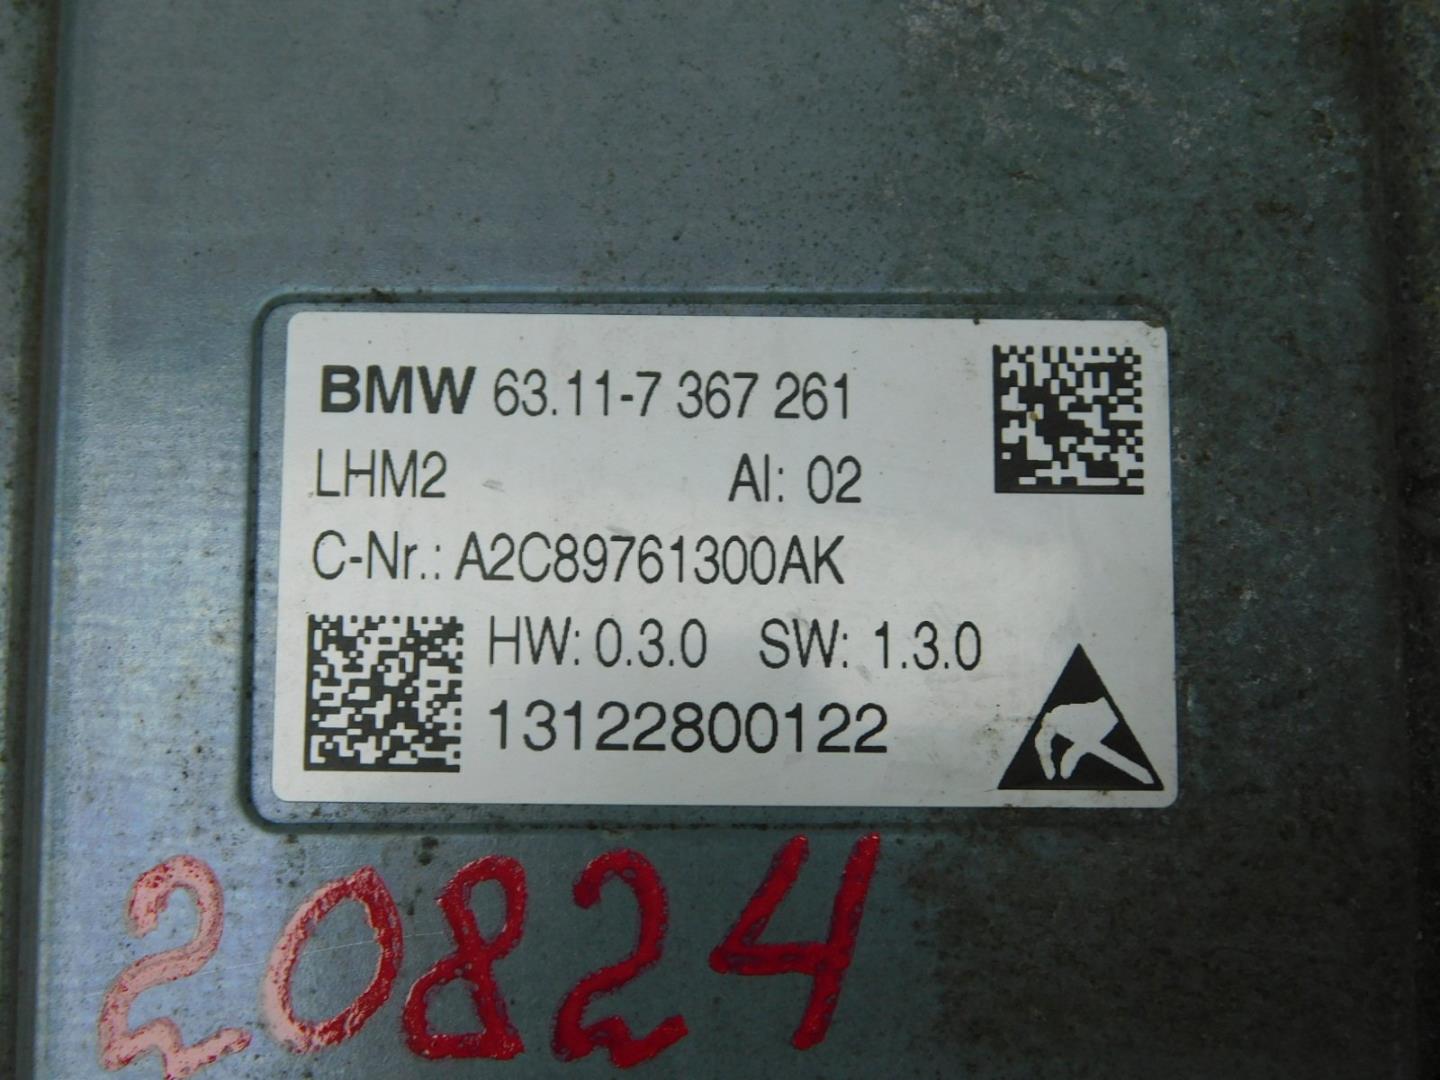 BMW 63.11-7 367 261
LHM2 AI: 02
C-Nr.: A2C89761300AK
HW: 0.3.0 SW: 1.3.0
13122800122
20824